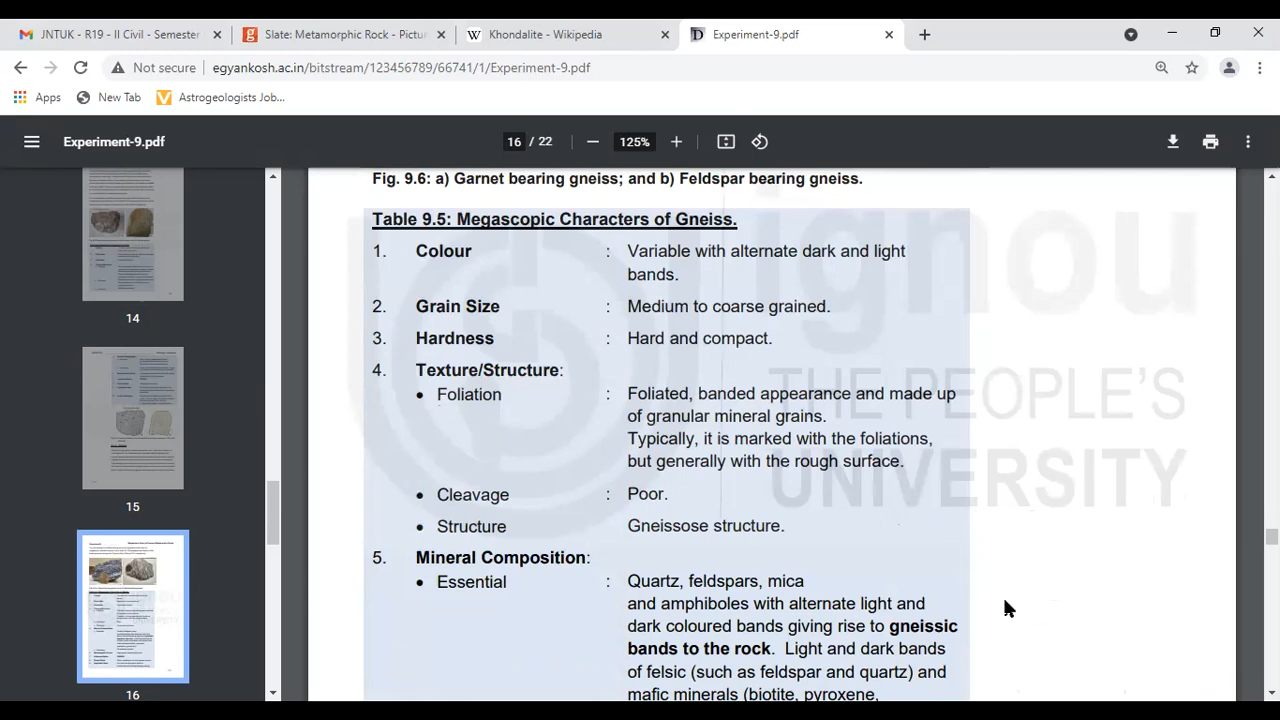 JNTUK - R19 - II Civil - Semester
Slate: Metamorphic Rock - Pictu
Khondalite - Wikipedia
Experiment-9.pdf
Not secure
egyankosh.ac.in/bitstream/123456789/66741/1/Experiment-9.pdf
Apps
New Tab
Astrogeologists Job...
Experiment-9.pdf
16 / 22
125%
14
15
16
Fig. 9.6: a) Garnet bearing gneiss; and b) Feldspar bearing gneiss.
Table 9.5: Megascopic Characters of Gneiss.
1. Colour : Variable with alternate dark and light
bands.
2. Grain Size : Medium to coarse grained.
3. Hardness : Hard and compact.
4. Texture/Structure:
• Foliation : Foliated, banded appearance and made up
of granular mineral grains.
Typically, it is marked with the foliations,
but generally with the rough surface.
• Cleavage : Poor.
• Structure Gneissose structure.
5. Mineral Composition:
• Essential : Quartz, feldspars, mica
and amphiboles with alternate light and
dark coloured bands giving rise to gneissic
bands to the rock. Light and dark bands
of felsic (such as feldspar and quartz) and
mafic minerals (biotite, pyroxene,
ignou
THE PEOPLE'S
UNIVERSITY